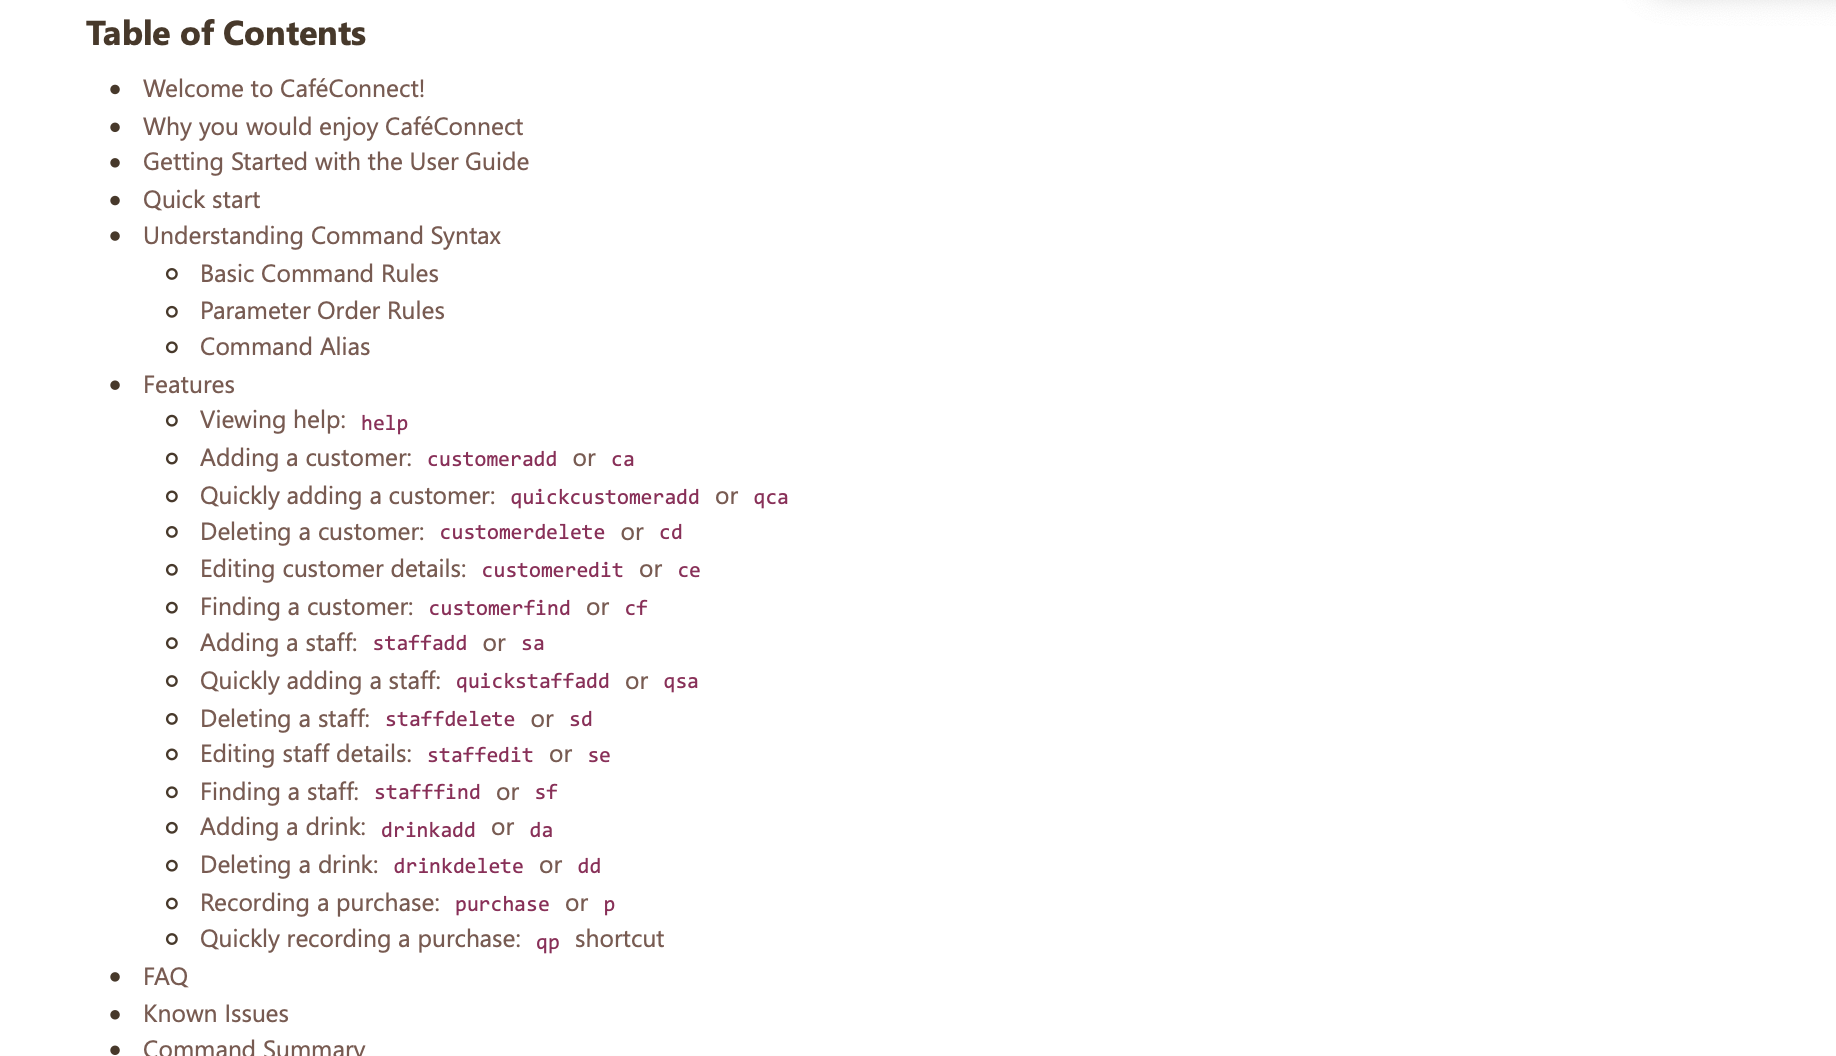 Table of Contents
Welcome to CaféConnect!
Why you would enjoy CaféConnect
Getting Started with the User Guide
Quick start
Understanding Command Syntax
Basic Command Rules
Parameter Order Rules
Command Alias
Features
Viewing help: help
Adding a customer: customeradd or ca
Quickly adding a customer: quickcustomeradd or qca
Deleting a customer: customerdelete or cd
Editing customer details: customeredit or ce
Finding a customer: customerfind or cf
Adding a staff: staffadd or sa
Quickly adding a staff: quickstaffadd or qsa
Deleting a staff: staffdelete or sd
Editing staff details: staffedit or se
Finding a staff: stafffind or sf
Adding a drink: drinkadd or da
Deleting a drink: drinkdelete or dd
Recording a purchase: purchase or p
Quickly recording a purchase: qp shortcut
FAQ
Known Issues
Command Summary